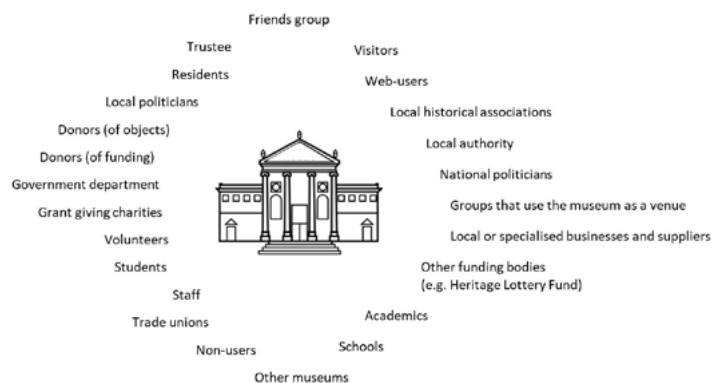 Friends group
Trustee
Visitors
Residents
Web-users
Local politicians
Local historical associations
Donors (of objects)
Local authority
Donors (of funding)
National politicians
Government department
Groups that use the museum as a venue
Grant giving charities
Local or specialised businesses and suppliers
Volunteers
Students
Other funding bodies
(e.g. Heritage Lottery Fund)
Staff
Academics
Trade unions
Schools
Non-users
Other museums